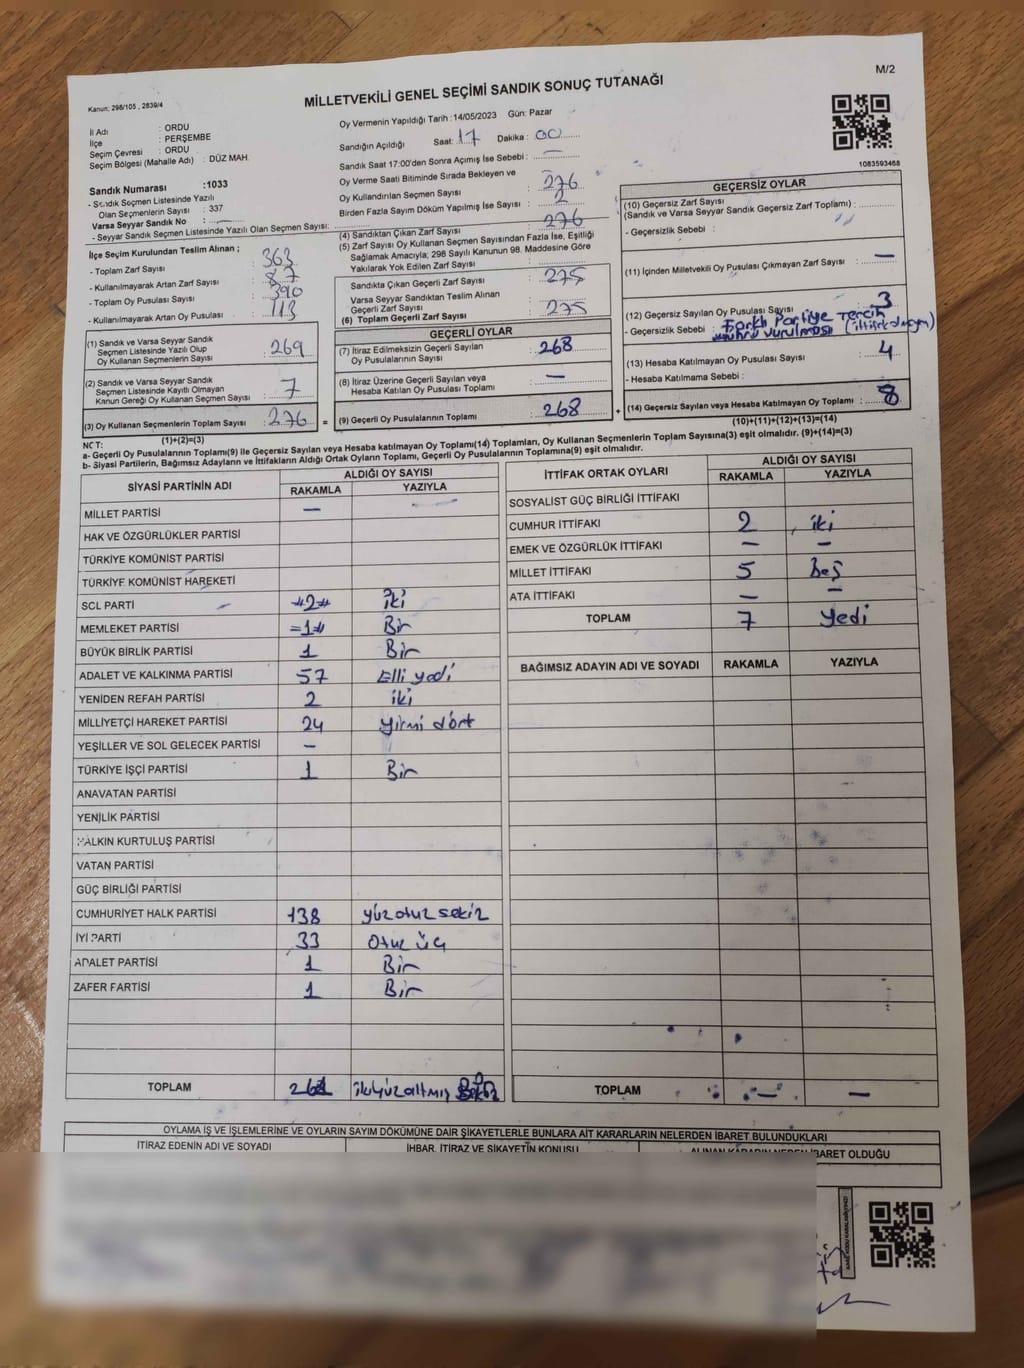 M/2
Kanun: 298/105 , 2839/4
MİLLETVEKİLİ GENEL SEÇİMİ SANDIK SONUÇ TUTANAĞI
İl Adı : ORDU
İlçe : PERŞEMBE
Seçim Çevresi : ORDU
Seçim Bölgesi (Mahalle Adı) : DÜZ MAH.
Oy Vermenin Yapıldığı Tarih :14/05/2023 Gün: Pazar
Sandığın Açıldığı Saat: 17 Dakika : 00
Sandık Saat 17:00'den Sonra Açımış İse Sebebi : —
1083593468
Sandık Numarası :1033
- Sandık Seçmen Listesinde Yazılı
Olan Seçmenlerin Sayısı : 337
Varsa Seyyar Sandık No : —
- Seyyar Sandık Seçmen Listesinde Yazılı Olan Seçmen Sayısı:
Oy Verme Saati Bitiminde Sırada Bekleyen ve
Oy Kullandırılan Seçmen Sayısı : 276
Birden Fazla Sayım Döküm Yapılmış İse Sayısı : 2
(4) Sandıktan Çıkan Zarf Sayısı : 276
(5) Zarf Sayısı Oy Kullanan Seçmen Sayısından Fazla İse, Eşitliği
Sağlamak Amacıyla; 298 Sayılı Kanunun 98. Maddesine Göre
Yakılarak Yok Edilen Zarf Sayısı :
İlçe Seçim Kurulundan Teslim Alınan ;
- Toplam Zarf Sayısı : 363
- Kullanılmayarak Artan Zarf Sayısı : 87
- Toplam Oy Pusulası Sayısı : 390
- Kullanılmayarak Artan Oy Pusulası : 113
Sandıkta Çıkan Geçerli Zarf Sayısı : 275
Varsa Seyyar Sandıktan Teslim Alınan
Geçerli Zarf Sayısı :
(6) Toplam Geçerli Zarf Sayısı : 275
(1) Sandık ve Varsa Seyyar Sandık
Seçmen Listesinde Yazılı Olup
Oy Kullanan Seçmenlerin Sayısı : 269
(2) Sandık ve Varsa Seyyar Sandık
Seçmen Listesinde Kayıtlı Olmayan
Kanun Gereği Oy Kullanan Seçmen Sayısı : 7
(3) Oy Kullanan Seçmenlerin Toplam Sayısı : 276 =
(1)+(2)=(3)
GEÇERLİ OYLAR
(7) İtiraz Edilmeksizin Geçerli Sayılan
Oy Pusulalarının Sayısı : 268
(8) İtiraz Üzerine Geçerli Sayılan veya
Hesaba Katılan Oy Pusulası Toplamı : —
(9) Geçerli Oy Pusulalarının Toplamı : 268 +
GEÇERSİZ OYLAR
(10) Geçersiz Zarf Sayısı
(Sandık ve Varsa Seyyar Sandık Geçersiz Zarf Toplamı) :
- Geçersizlik Sebebi :
(11) İçinden Milletvekili Oy Pusulası Çıkmayan Zarf Sayısı : —
(12) Geçersiz Sayılan Oy Pusulası Sayısı : 3
- Geçersizlik Sebebi : Farklı Partiye Tercih
mührü vurulması
(13) Hesaba Katılmayan Oy Pusulası Sayısı : 4
- Hesaba Katılmama Sebebi :
(14) Geçersiz Sayılan veya Hesaba Katılmayan Oy Toplamı : 8
(10)+(11)+(12)+(13)=(14)
NOT:
a- Geçerli Oy Pusulalarının Toplamı(9) ile Geçersiz Sayılan veya Hesaba katılmayan Oy Toplamı(14) Toplamları, Oy Kullanan Seçmenlerin Toplam Sayısına(3) eşit olmalıdır. (9)+(14)=(3)
b- Siyasi Partilerin, Bağımsız Adayların ve İttifakların Aldığı Ortak Oyların Toplamı, Geçerli Oy Pusulalarının Toplamına(9) eşit olmalıdır.
SİYASİ PARTİNİN ADI ALDIĞI OY SAYISI
RAKAMLA YAZIYLA
MİLLET PARTİSİ — —
HAK VE ÖZGÜRLÜKLER PARTİSİ
TÜRKİYE KOMÜNİST PARTİSİ
TÜRKİYE KOMÜNİST HAREKETİ
SOL PARTİ =2= iki
MEMLEKET PARTİSİ =1= Bir
BÜYÜK BİRLİK PARTİSİ 1 Bir
ADALET VE KALKINMA PARTİSİ 57 Elli yedi
YENİDEN REFAH PARTİSİ 2 iki
MİLLİYETÇİ HAREKET PARTİSİ 24 yirmi dört
YEŞİLLER VE SOL GELECEK PARTİSİ —
TÜRKİYE İŞÇİ PARTİSİ 1 Bir
ANAVATAN PARTİSİ
YENİLİK PARTİSİ
HALKIN KURTULUŞ PARTİSİ
VATAN PARTİSİ
GÜÇ BİRLİĞİ PARTİSİ
CUMHURİYET HALK PARTİSİ 138 yüz otuz sekiz
İYİ PARTİ 33 Otuz üç
ADALET PARTİSİ 1 Bir
ZAFER PARTİSİ 1 Bir
TOPLAM ikiyüzaltmış
İTTİFAK ORTAK OYLARI ALDIĞI OY SAYISI
RAKAMLA YAZIYLA
SOSYALİST GÜÇ BİRLİĞİ İTTİFAKI
CUMHUR İTTİFAKI 2 iki
EMEK VE ÖZGÜRLÜK İTTİFAKI — —
MİLLET İTTİFAKI 5 Beş
ATA İTTİFAKI — —
TOPLAM 7 yedi
BAĞIMSIZ ADAYIN ADI VE SOYADI RAKAMLA YAZIYLA
TOPLAM — —
OYLAMA İŞ VE İŞLEMLERİNE VE OYLARIN SAYIM DÖKÜMÜNE DAİR ŞİKAYETLERLE BUNLARA AİT KARARLARIN NELERDEN İBARET BULUNDUKLARI
İTİRAZ EDENİN ADI VE SOYADI İHBAR, İTİRAZ VE ŞİKAYETİN KONUSU ALINAN KARARIN NEDEN İBARET OLDUĞU